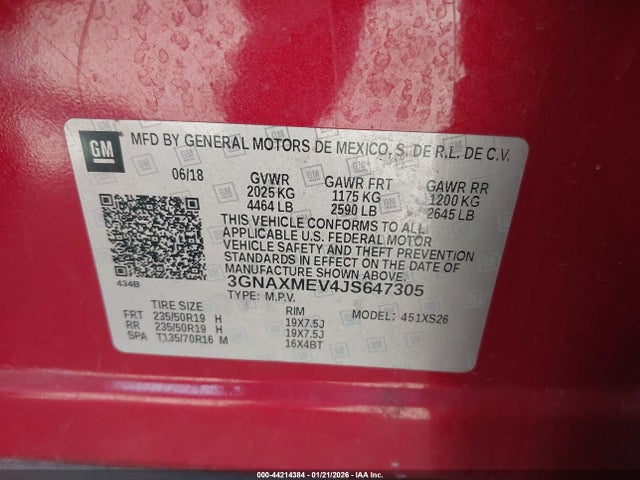 GM MFD BY GENERAL MOTORS DE MEXICO, S. DE R.L. DE C.V.
06/18 GVWR GAWR FRT GAWR RR
2025 KG 1175 KG 1200 KG
4464 LB 2590 LB 2645 LB
THIS VEHICLE CONFORMS TO ALL
APPLICABLE U.S. FEDERAL MOTOR
VEHICLE SAFETY AND THEFT PREVENTION
STANDARDS IN EFFECT ON THE DATE OF
MANUFACTURE SHOWN ABOVE.
434B 3GNAXMEV4JS647305
TYPE: M.P.V.
TIRE SIZE RIM MODEL: 451XS26
FRT 235/50R19 H 19X7.5J
RR 235/50R19 H 19X7.5J
SPA T135/70R16 M 16X4BT
000-44214384 | 01/21/2026 | IAA Inc.